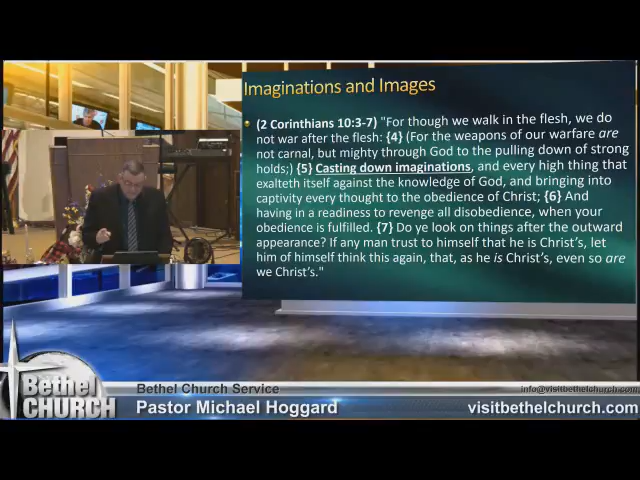 Imaginations and Images
(2 Corinthians 10:3-7) "For though we walk in the flesh, we do
not war after the flesh: {4} (For the weapons of our warfare are
not carnal, but mighty through God to the pulling down of strong
holds;) {5} Casting down imaginations, and every high thing that
exalteth itself against the knowledge of God, and bringing into
captivity every thought to the obedience of Christ; {6} And
having in a readiness to revenge all disobedience, when your
obedience is fulfilled. {7} Do ye look on things after the outward
appearance? If any man trust to himself that he is Christ's, let
him of himself think this again, that, as he is Christ's, even so are
we Christ's."
Bethel
CHURCH
Bethel Church Service
info@visitbethelchurch.com
Pastor Michael Hoggard
visitbethelchurch.com